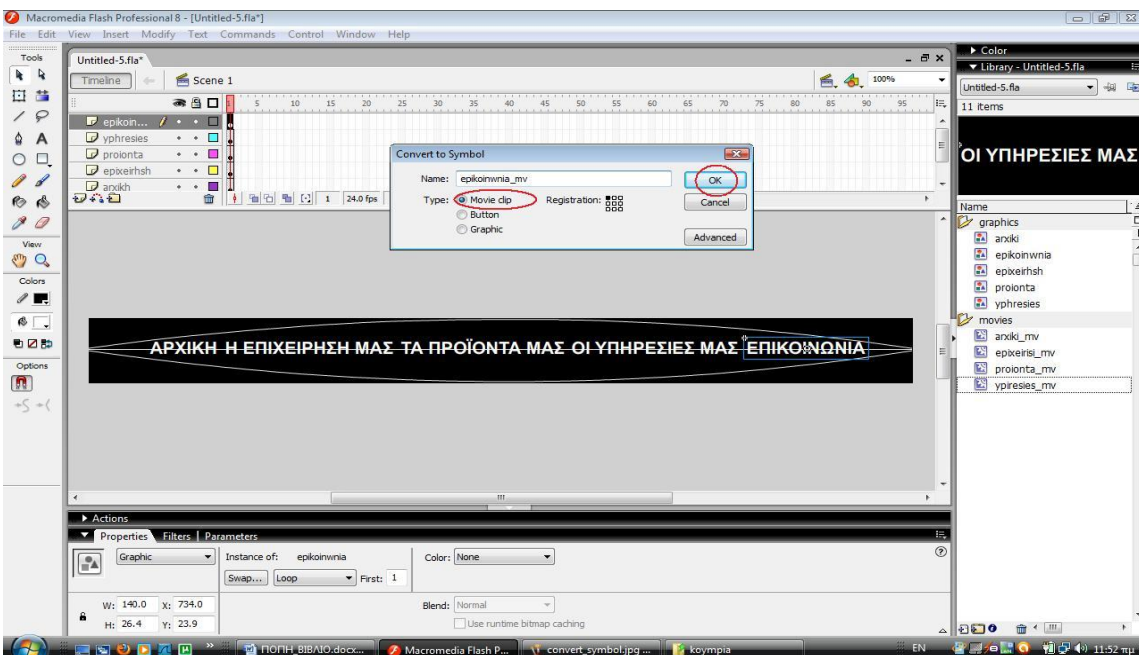 Macromedia Flash Professional 8 - [Untitled-5.fla*]
File Edit View Insert Modify Text Commands Control Window Help
Tools
View
Colors
Options
Untitled-5.fla*
Timeline Scene 1 100%
1 5 10 15 20 25 30 35 40 45 50 55 60 65 70 75 80 85 90 95
epikoin...
yphresies
proionta
epixeirhsh
arxikh
1 24.0 fps
Convert to Symbol
Name: epikoinwnia_mv OK
Type: Movie clip Registration: Cancel
Button
Graphic
Advanced
ΑΡΧΙΚΗ Η ΕΠΙΧΕΙΡΗΣΗ ΜΑΣ ΤΑ ΠΡΟΪΟΝΤΑ ΜΑΣ ΟΙ ΥΠΗΡΕΣΙΕΣ ΜΑΣ ΕΠΙΚΟΙΝΩΝΙΑ
Actions
Properties Filters Parameters
Graphic Instance of: epikoinwnia Color: None
Swap... Loop First: 1
W: 140.0 X: 734.0 Blend: Normal
H: 26.4 Y: 23.9 Use runtime bitmap caching
Color
Library - Untitled-5.fla
Untitled-5.fla
11 items
ΟΙ ΥΠΗΡΕΣΙΕΣ ΜΑΣ
Name
graphics
arxiki
epikoinwnia
epixeirhsh
proionta
yphresies
movies
arxiki_mv
epixeirisi_mv
proionta_mv
ypiresies_mv
ΠΟΠΗ_ΒΙΒΛΙΟ.docx... Macromedia Flash P... convert_symbol.jpg ... koympia EN 11:52 πμ